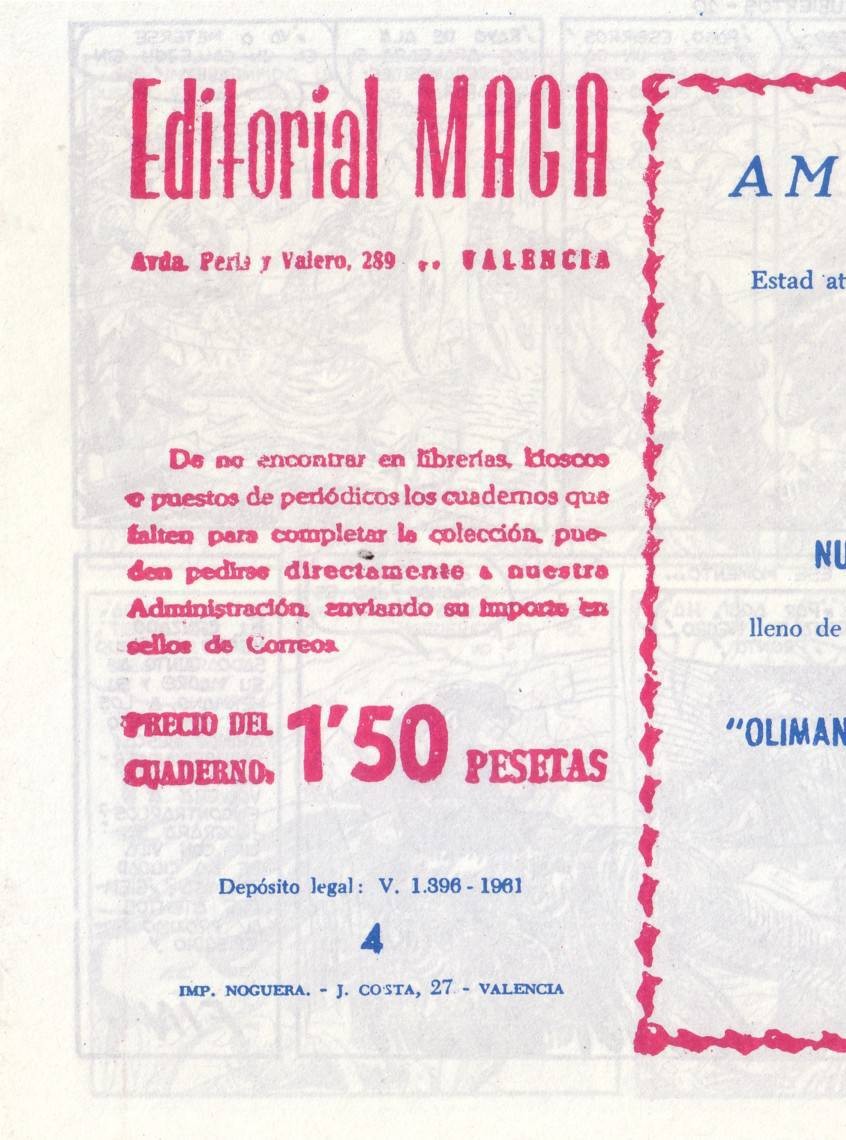 Editorial MAGA
Avda. Peris y Valero, 289 .. VALENCIA
De no encontrar en librerías, kioscos
o puestos de periódicos los cuadernos que
falten para completar la colección, pue-
den pedirse directamente a nuestra
Administración, enviando su importe en
sellos de Correos
PRECIO DEL
CUADERNO, 1'50 PESETAS
Depósito legal: V. 1.396 - 1961
4
IMP. NOGUERA. - J. COSTA, 27 - VALENCIA
AM
Estad at
NU
lleno de
"OLIMAN